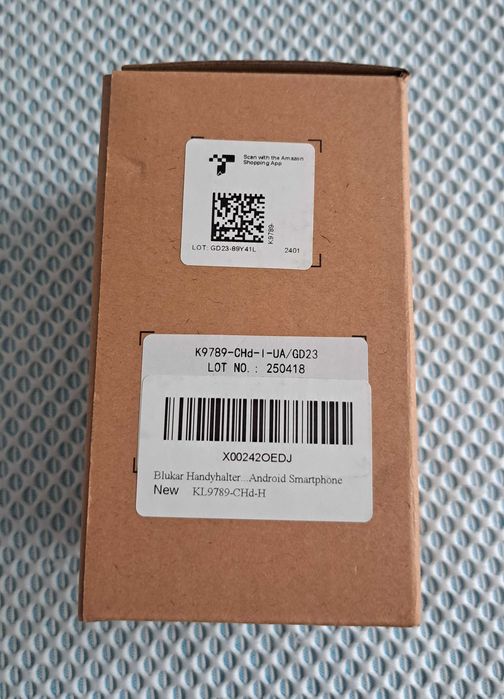 Scan with the Amazon
Shopping App
K9789-
LOT: GD23-89Y41L 2401
K9789-CHd-I-UA/GD23
LOT NO.: 250418
X00242OEDJ
Blukar Handyhalter...Android Smartphone
New KL9789-CHd-H